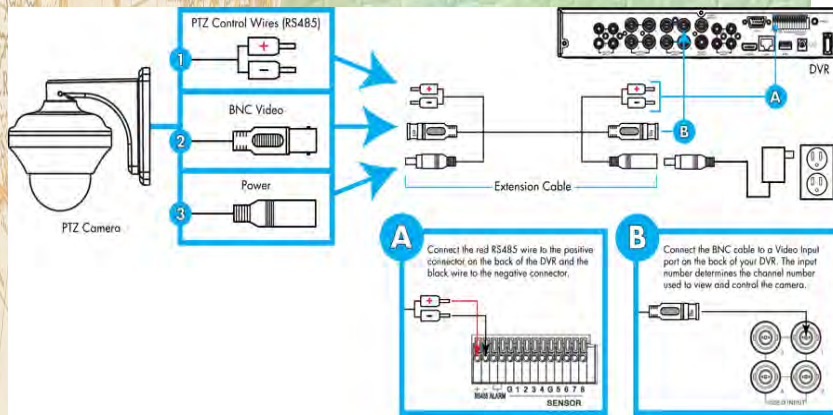 PTZ Control Wires (RS485)
+
−
1
BNC Video
2
Power
3
PTZ Camera
+
−
+
−
Extension Cable
DVR
A
B
A
Connect the red RS485 wire to the positive
connector on the back of the DVR and the
black wire to the negative connector.
+
−
+ −
RS485 ALARM G 1 2 3 4 G 5 6 7 8
SENSOR
B
Connect the BNC cable to a Video Input
port on the back of your DVR. The input
number determines the channel number
used to view and control the camera.
VIDEO INPUT